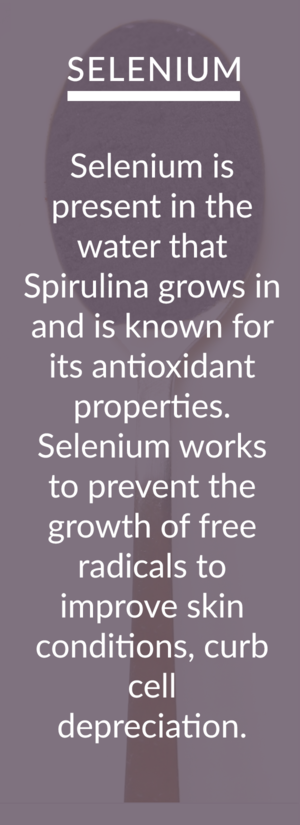 SELENIUM
Selenium is
present in the
water that
Spirulina grows in
and is known for
its antioxidant
properties.
Selenium works
to prevent the
growth of free
radicals to
improve skin
conditions, curb
cell
depreciation.